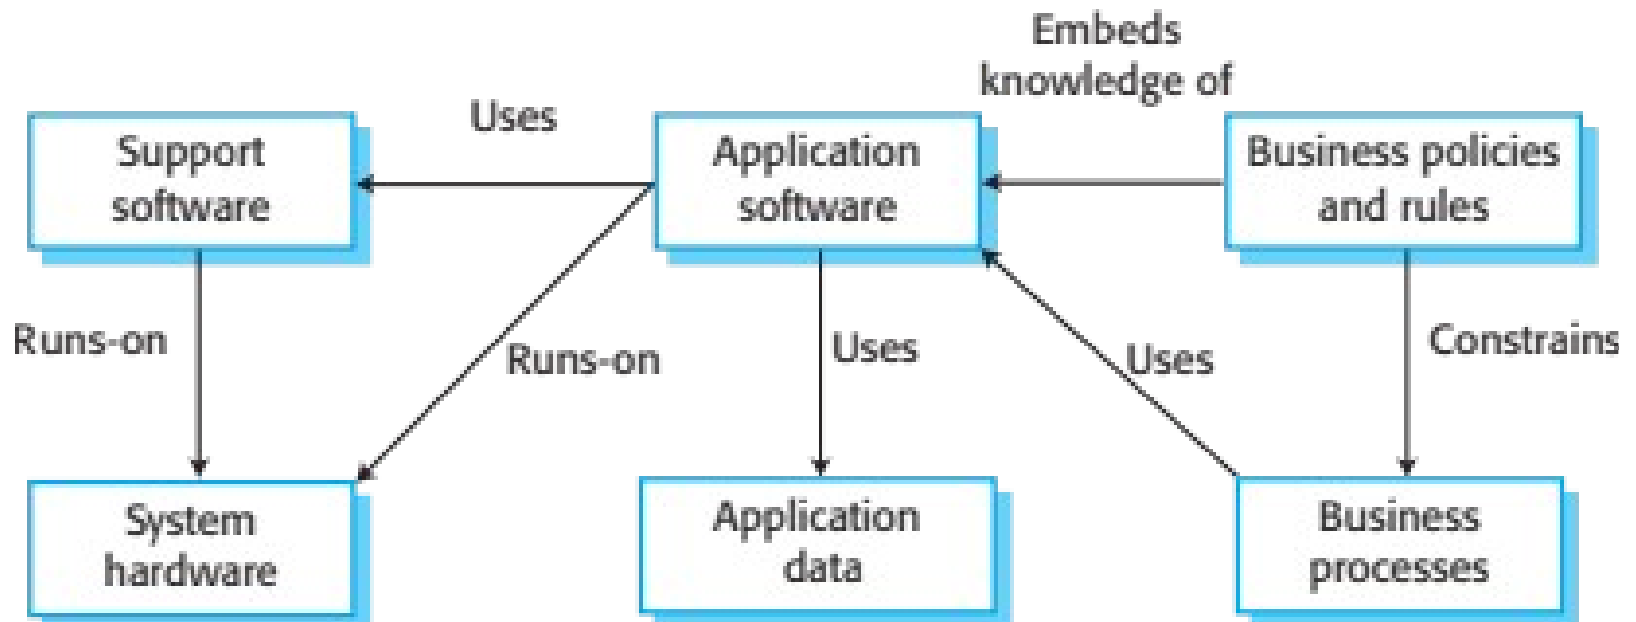 Embeds
knowledge of
Uses
Support
software
Application
software
Business policies
and rules
Runs-on
Runs-on
Uses
Uses
Constrains
System
hardware
Application
data
Business
processes